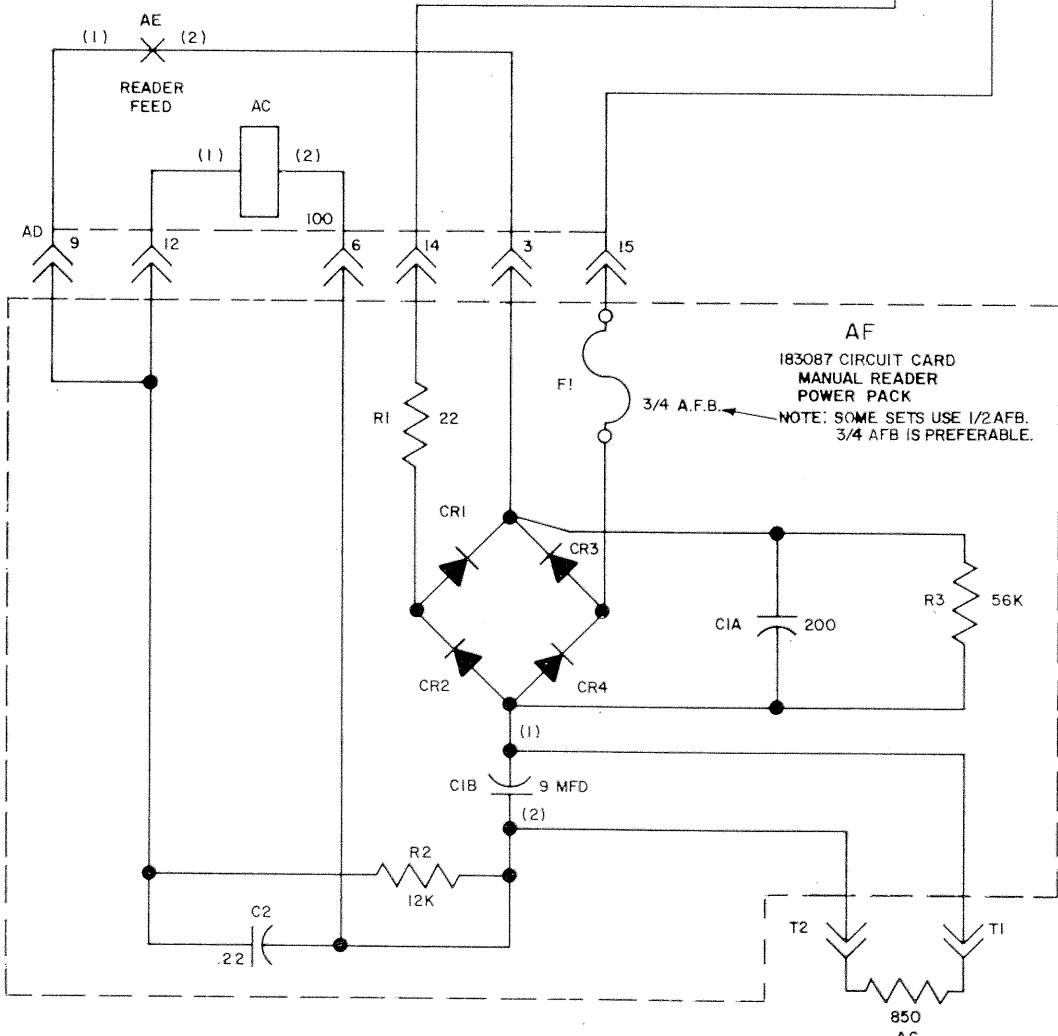 AE
(1) (2)
READER
FEED
AC
(1) (2)
100
AD 9 12 6 14 3 15
AF
183087 CIRCUIT CARD
MANUAL READER
POWER PACK
NOTE: SOME SETS USE 1/2 AFB.
3/4 AFB IS PREFERABLE.
F!
3/4 A.F.B.
R1 22
CR1
CR3
C1A 200
R3 56K
CR2 CR4
(1)
C1B 9 MFD
(2)
R2
12K
C2
.22
T2 T1
850